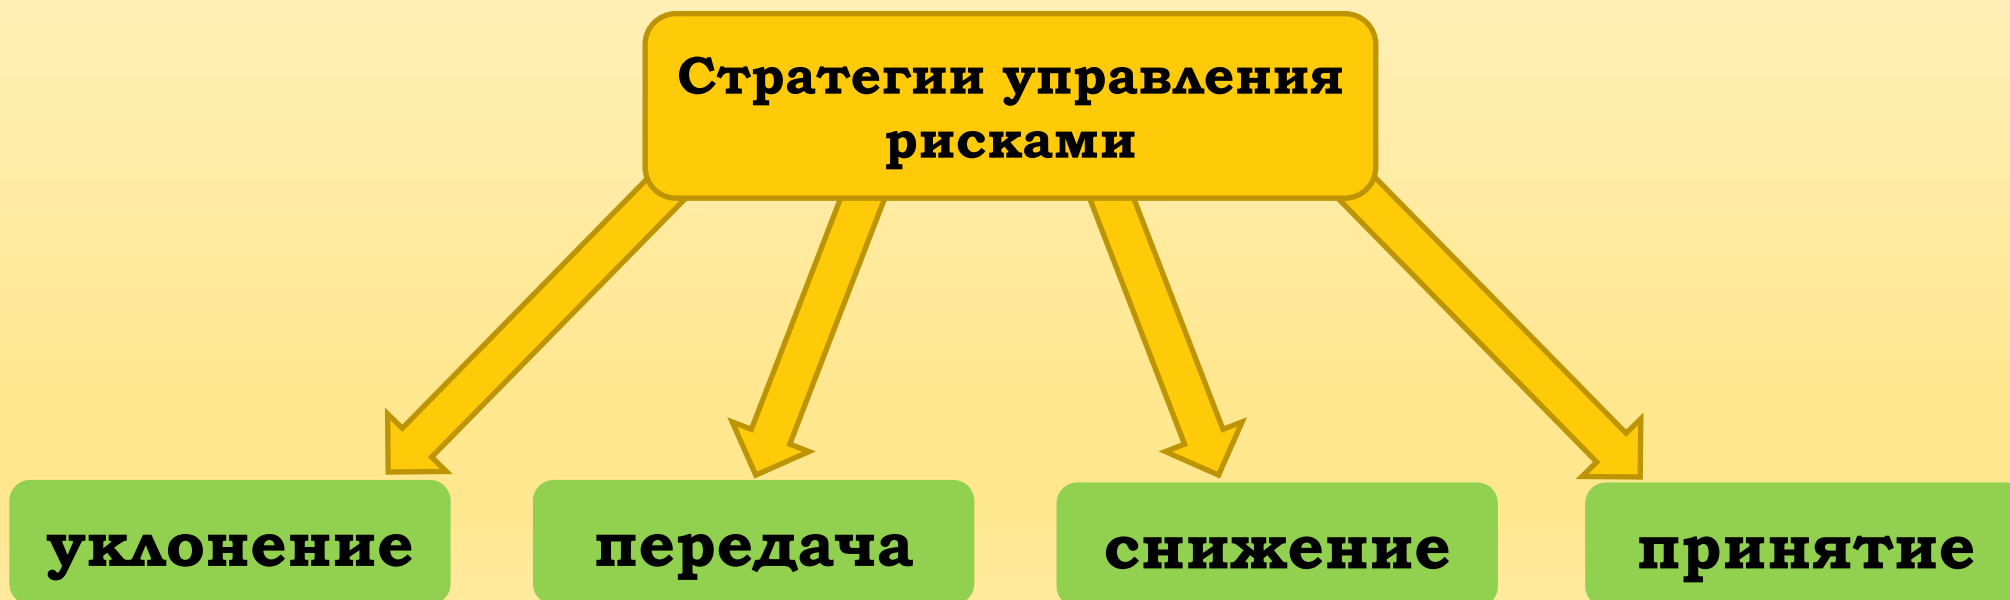 Стратегии управления
рисками
уклонение
передача
снижение
принятие